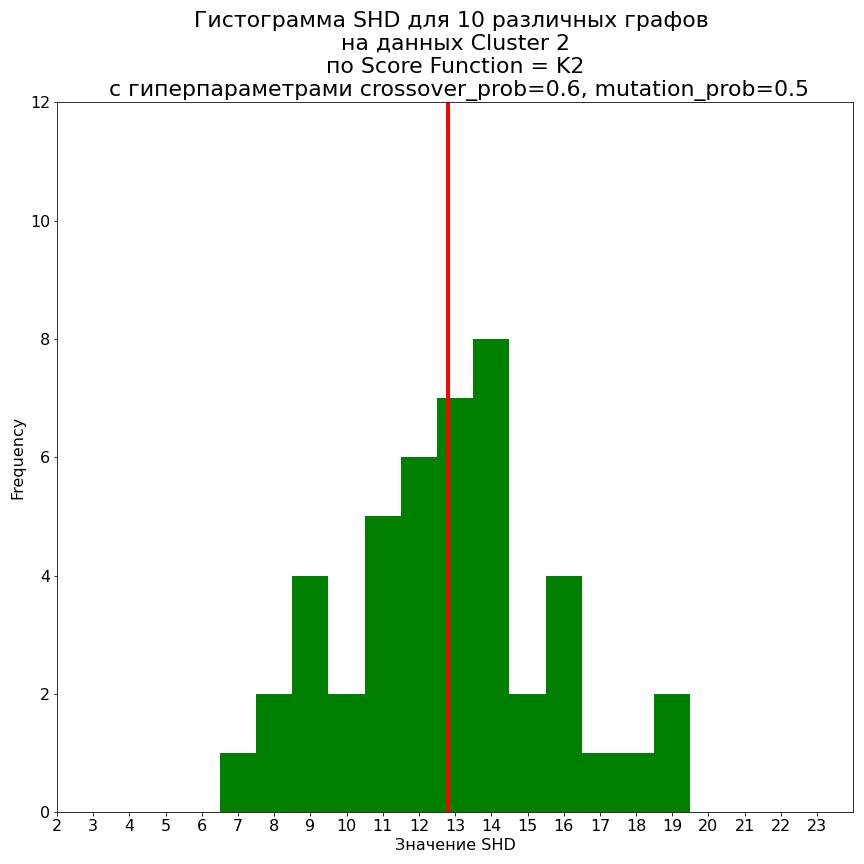 Гистограмма SHD для 10 различных графов
на данных Cluster 2
по Score Function = K2
с гиперпараметрами crossover_prob=0.6, mutation_prob=0.5
12
10
8
6
4
2
0
Frequency
2 3 4 5 6 7 8 9 10 11 12 13 14 15 16 17 18 19 20 21 22 23
Значение SHD